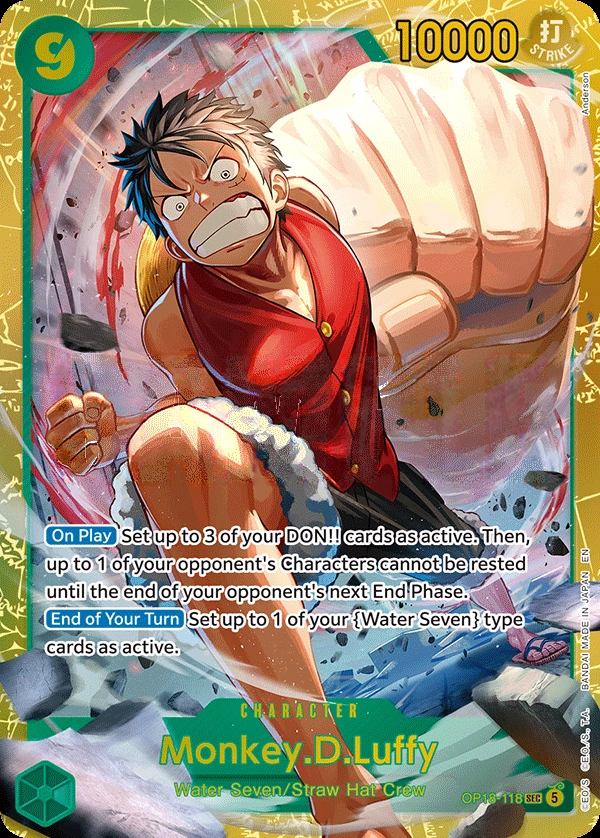 9
10000
打
STRIKE
Anderson
On Play Set up to 3 of your DON!! cards as active. Then,
up to 1 of your opponent's Characters cannot be rested
until the end of your opponent's next End Phase.
End of Your Turn Set up to 1 of your {Water Seven} type
cards as active.
©E.O/S. ©E.O./S., T.A. BANDAI MADE IN JAPAN EN
CHARACTER
Monkey.D.Luffy
Water Seven/Straw Hat Crew
OP18-118 SEC 5